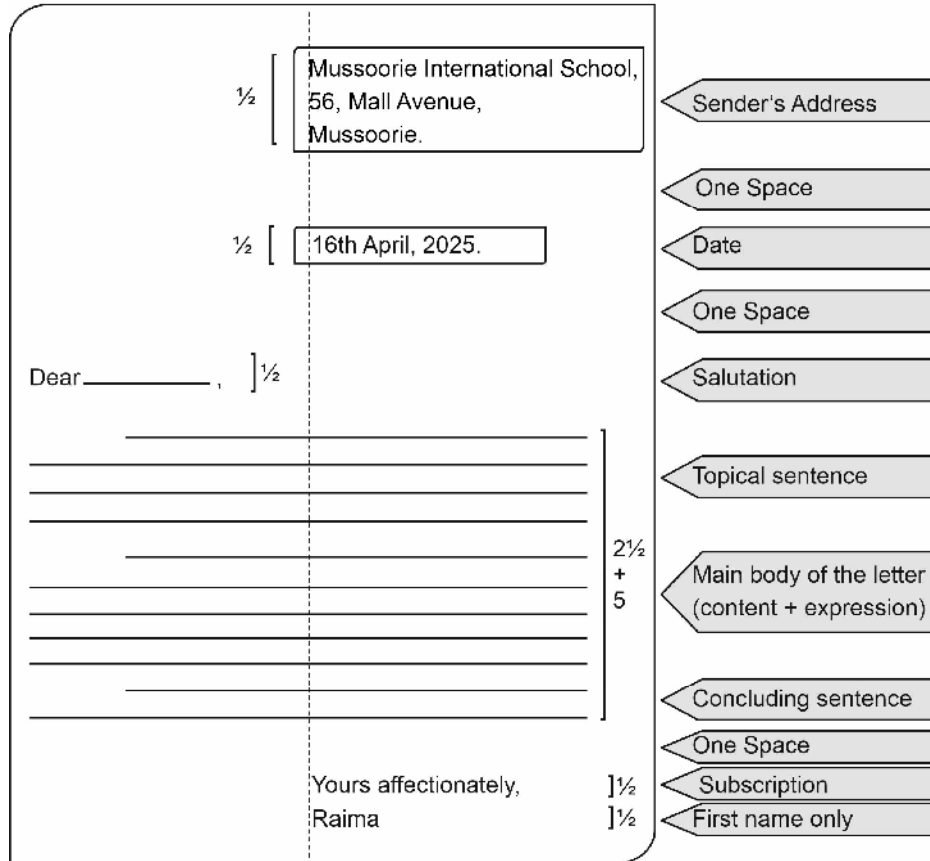 Mussoorie International School,
½ 56, Mall Avenue, Sender's Address
Mussoorie.
One Space
½ 16th April, 2025. Date
One Space
Dear , ½ Salutation
Topical sentence
2½
+
5
Main body of the letter
(content + expression)
Concluding sentence
One Space
Yours affectionately, ½ Subscription
Raima ½ First name only